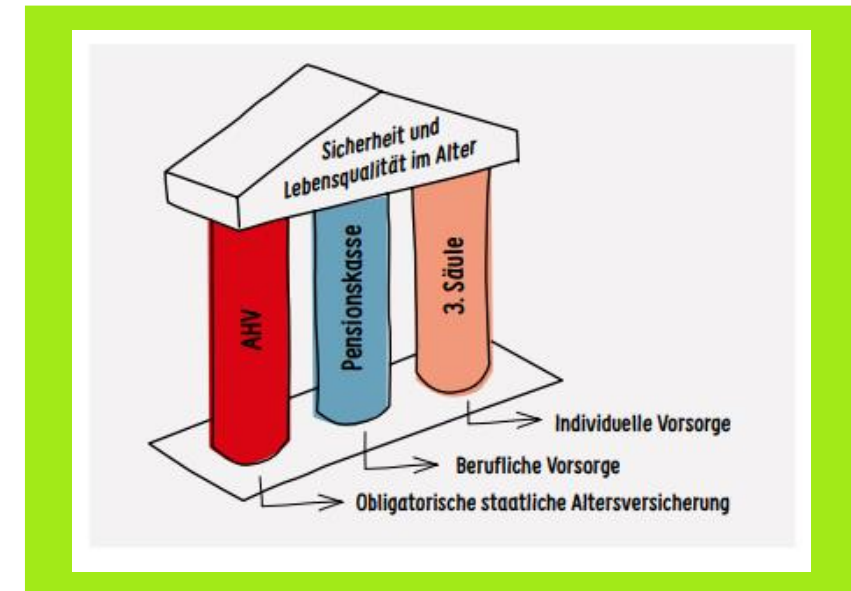 Sicherheit und
Lebensqualität im Alter
AHV
Pensionskasse
3. Säule
Individuelle Vorsorge
Berufliche Vorsorge
Obligatorische staatliche Altersversicherung